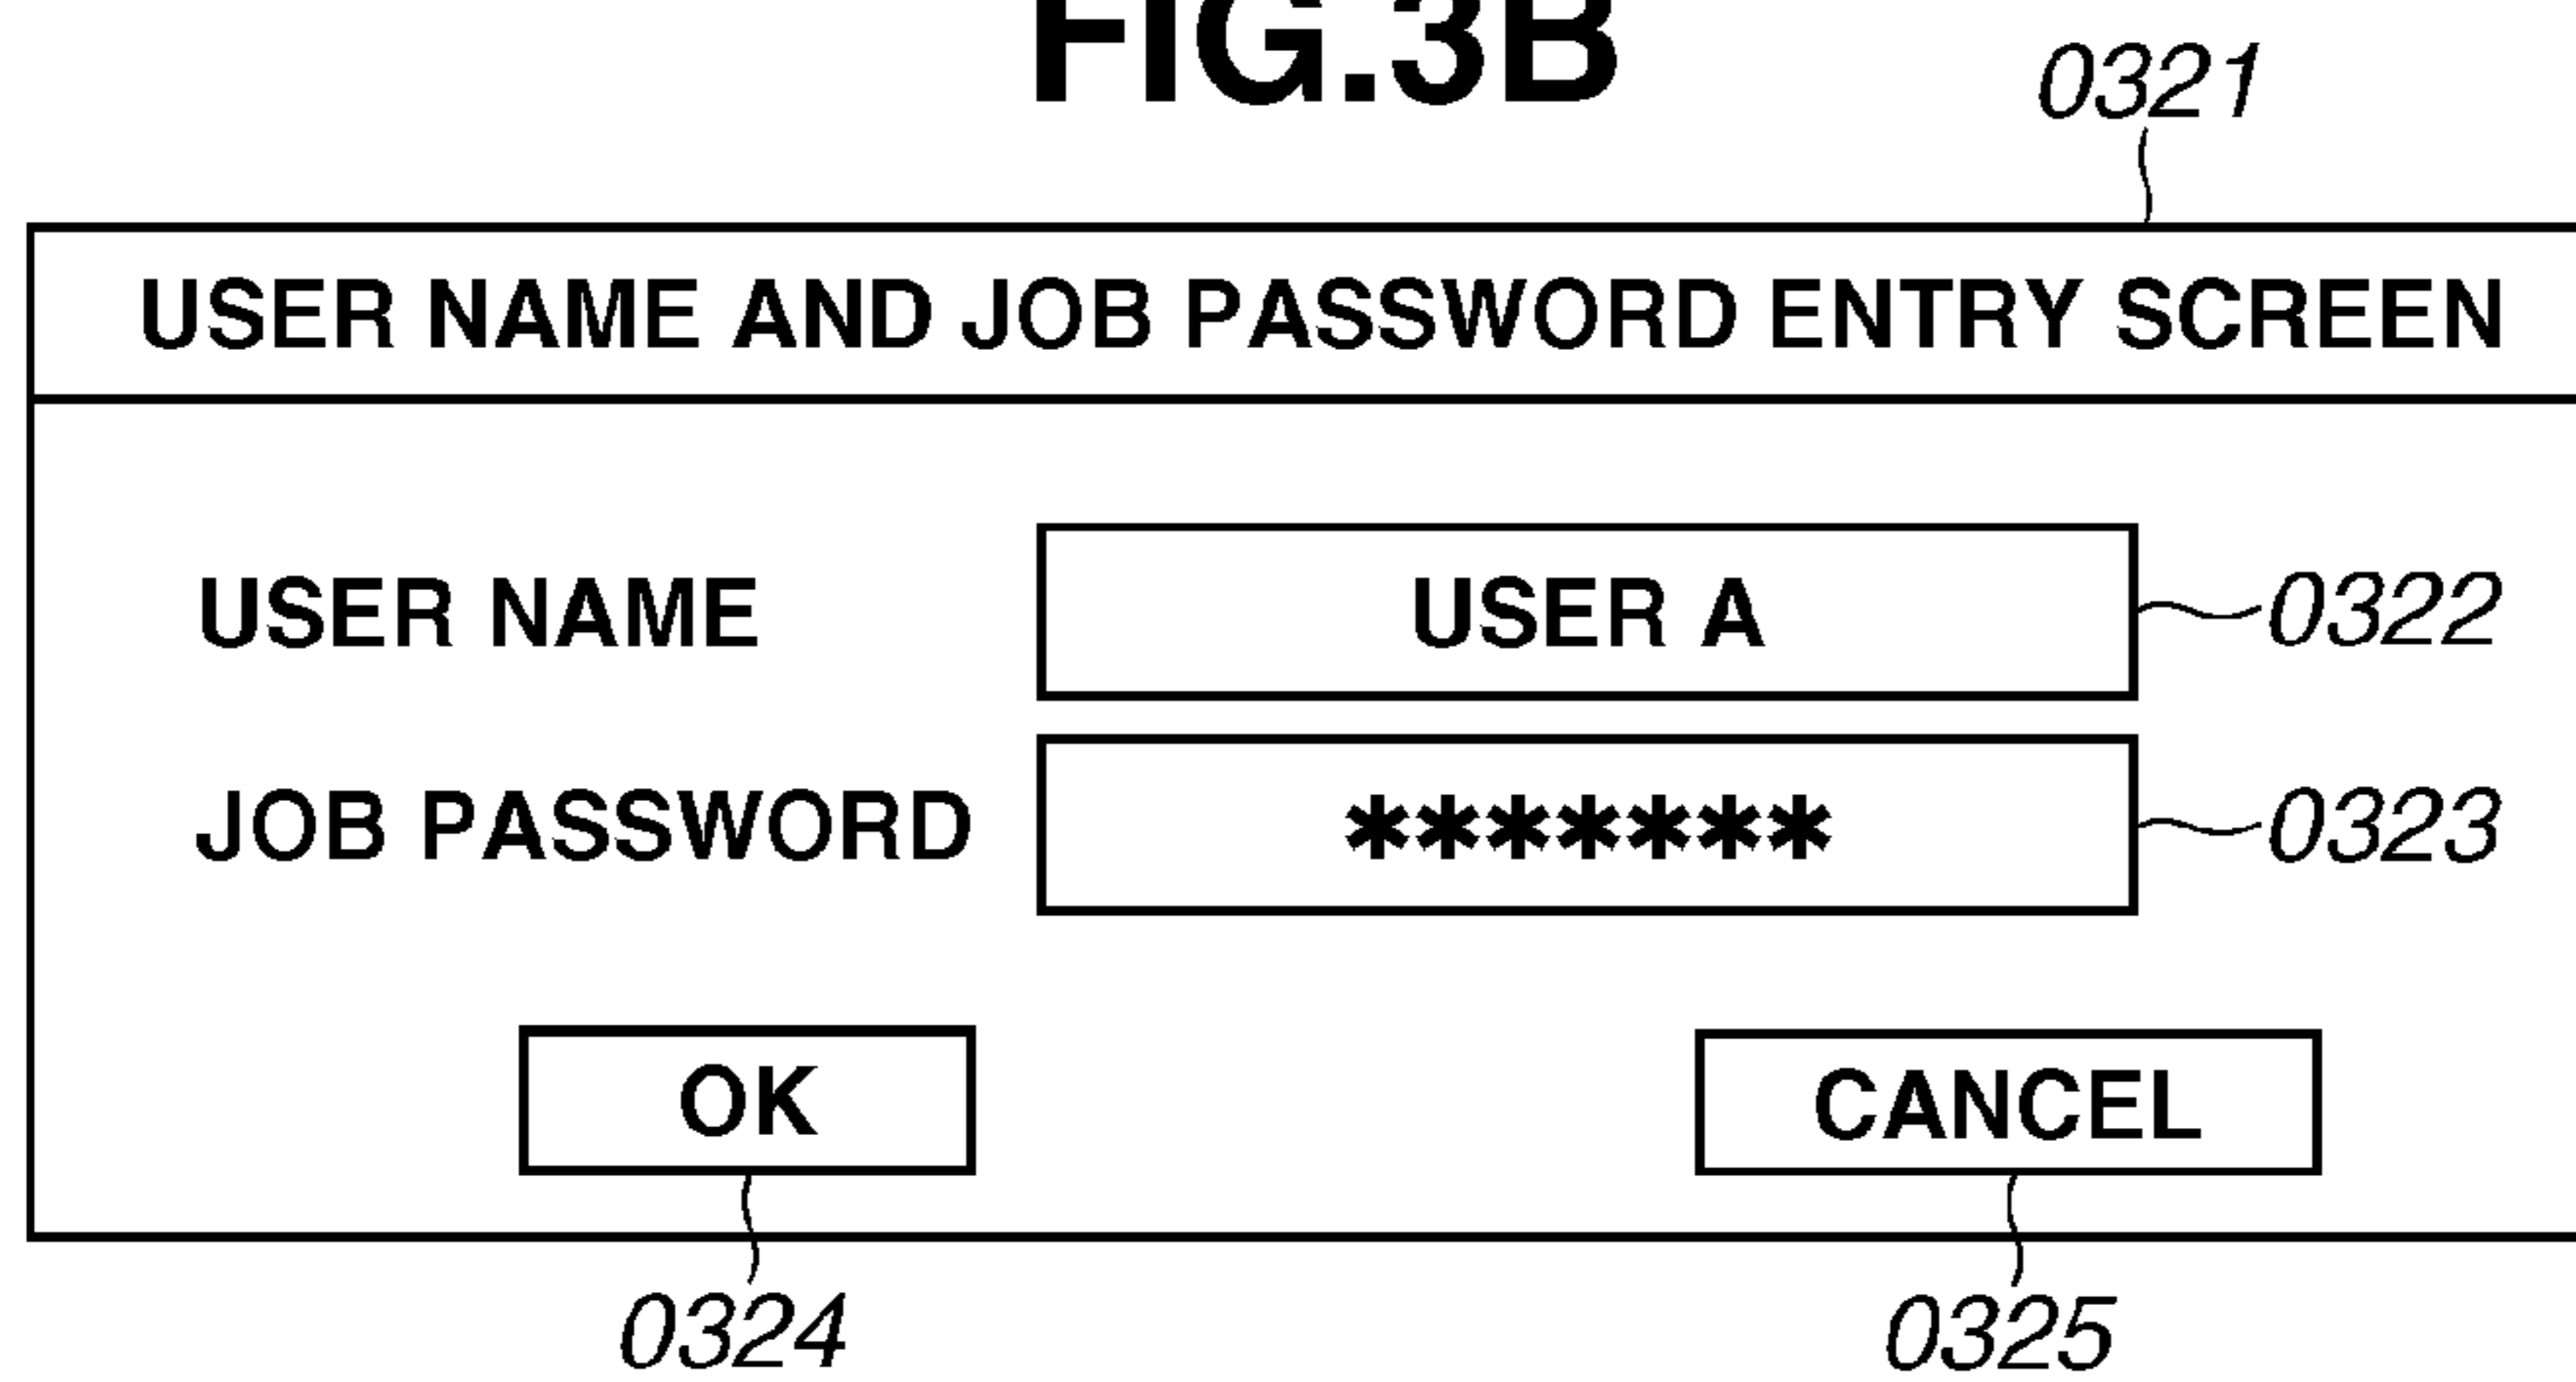 FIG.3B
0321
USER NAME AND JOB PASSWORD ENTRY SCREEN
USER NAME USER A 0322
JOB PASSWORD ******* 0323
OK CANCEL
0324 0325